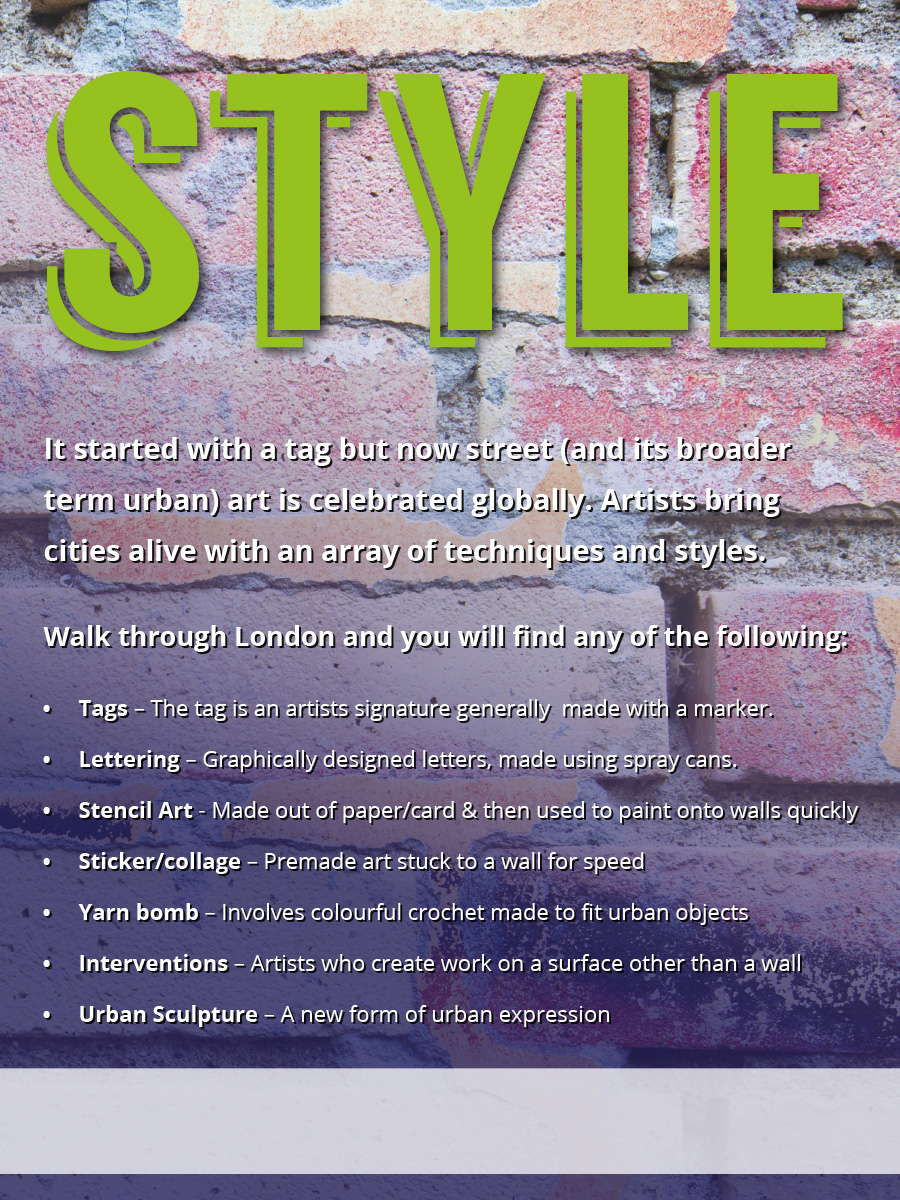 STYLE
It started with a tag but now street (and its broader
term urban) art is celebrated globally. Artists bring
cities alive with an array of techniques and styles.
Walk through London and you will find any of the following:
• Tags – The tag is an artists signature generally  made with a marker.
• Lettering – Graphically designed letters, made using spray cans.
• Stencil Art - Made out of paper/card & then used to paint onto walls quickly
• Sticker/collage – Premade art stuck to a wall for speed
• Yarn bomb – Involves colourful crochet made to fit urban objects
• Interventions – Artists who create work on a surface other than a wall
• Urban Sculpture – A new form of urban expression